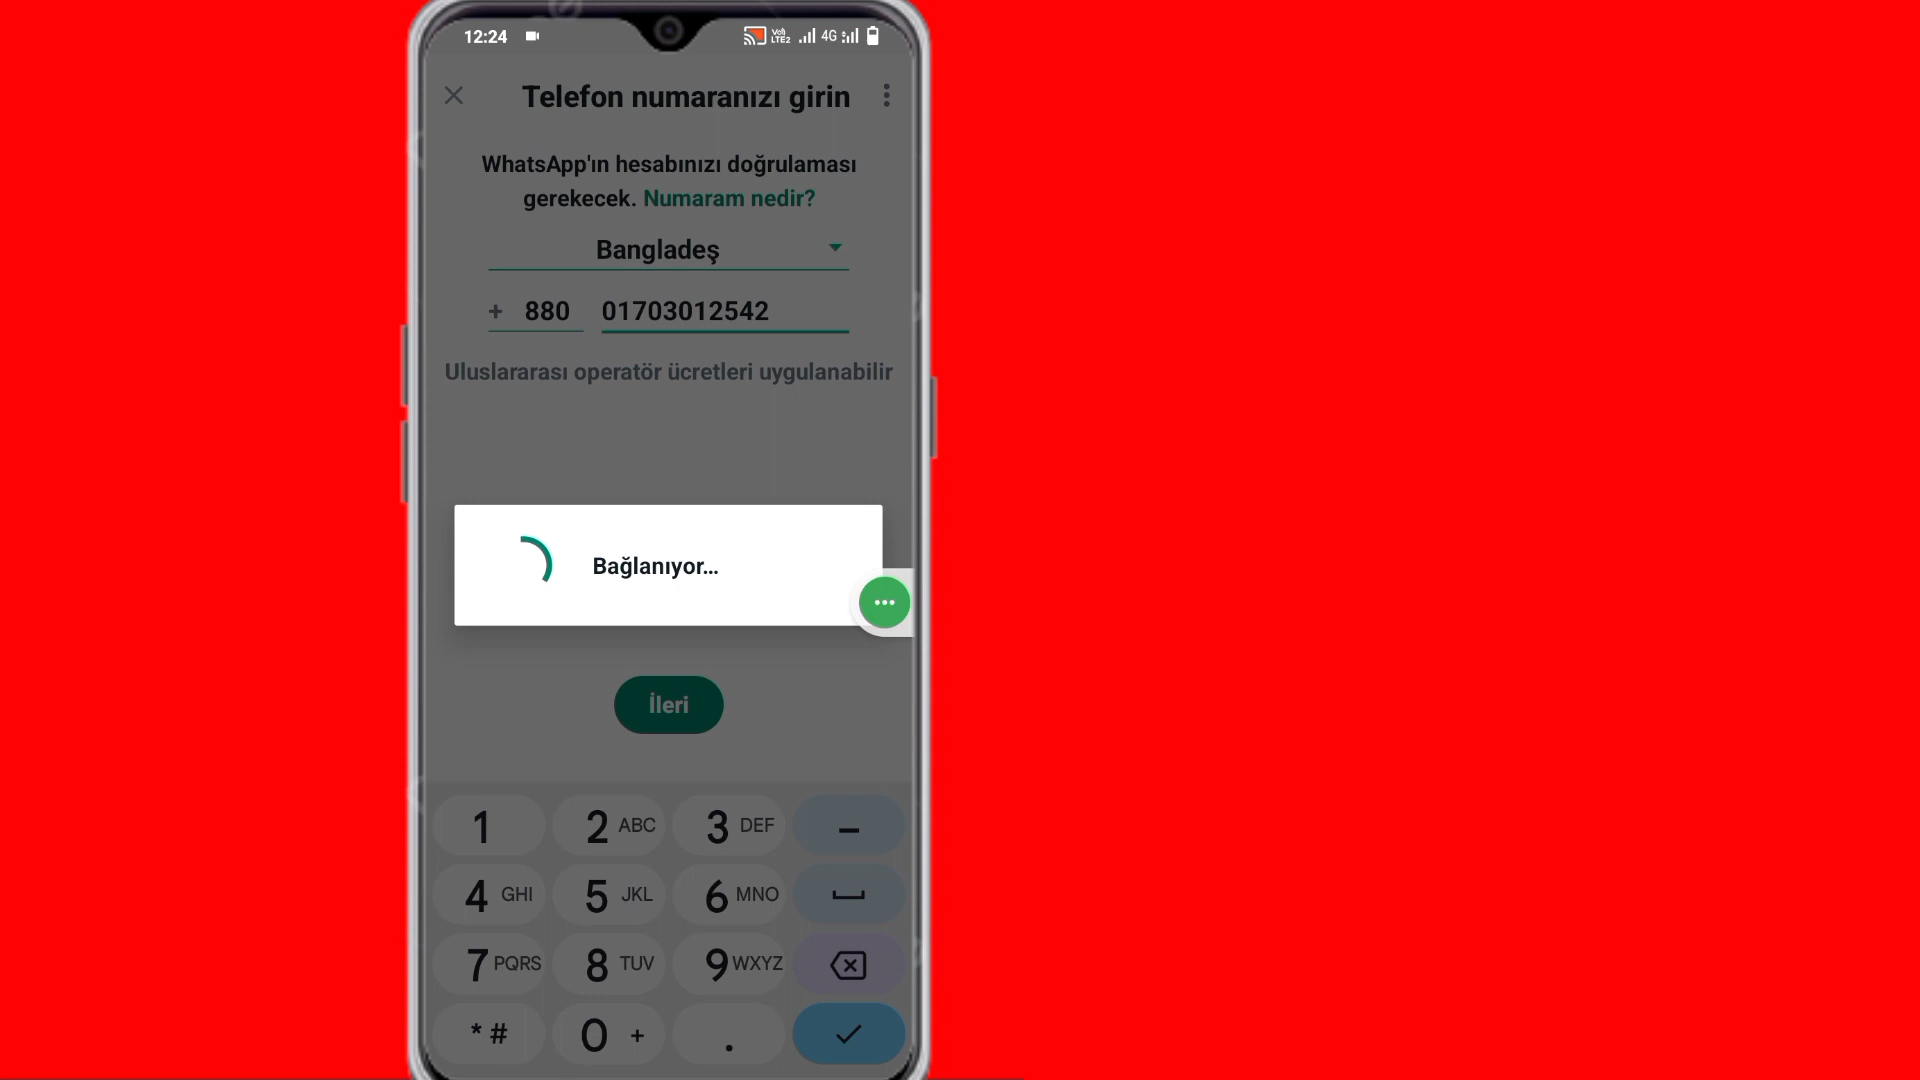 12:24
Vo))
LTE2
4G
Telefon numaranızı girin
WhatsApp'ın hesabınızı doğrulaması
gerekecek. Numaram nedir?
Bangladeş
+ 880 01703012542
Uluslararası operatör ücretleri uygulanabilir
Bağlanıyor...
İleri
1 2 ABC 3 DEF –
4 GHI 5 JKL 6 MNO
7 PQRS 8 TUV 9 WXYZ
* # 0 + .